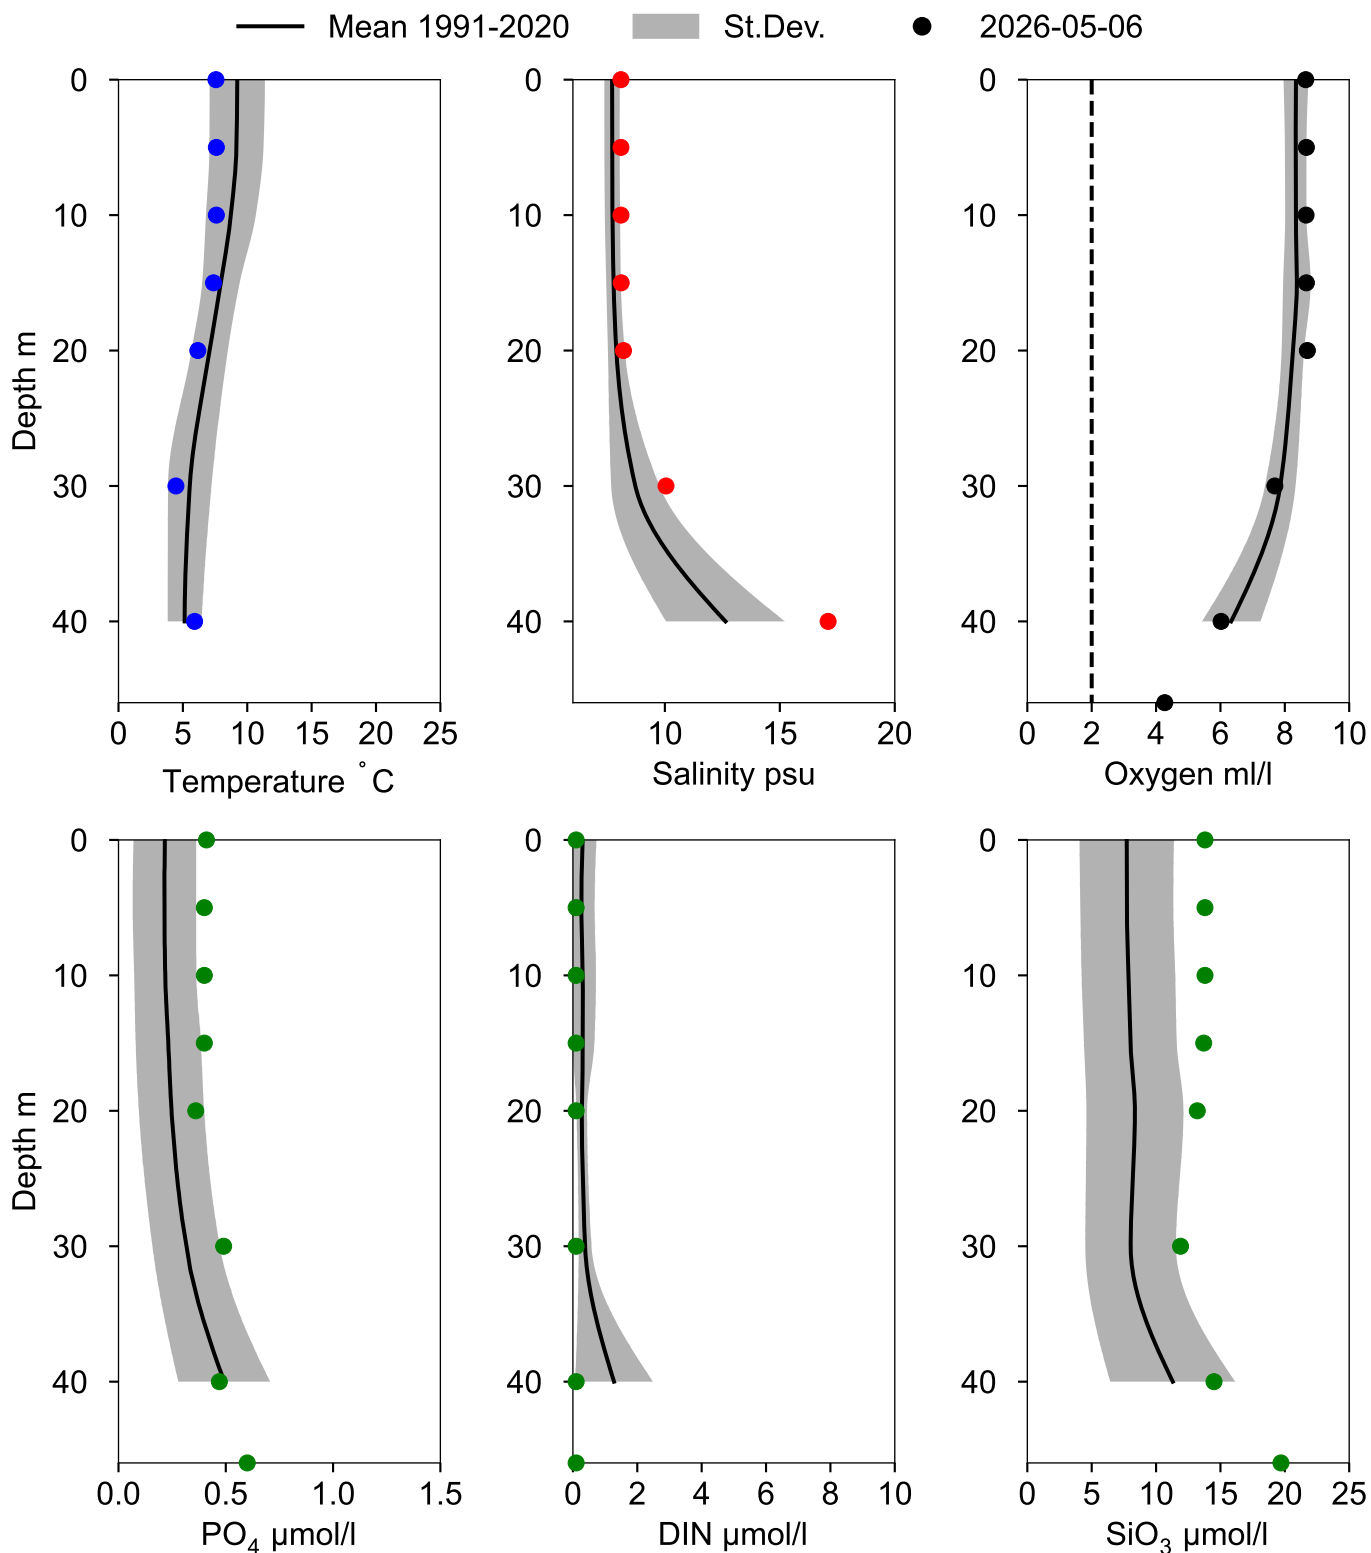 Mean 1991-2020 St.Dev. 2026-05-06
0 0 0
10 10 10
20 20 20
Depth m
30 30 30
40 40 40
0 5 10 15 20 25 10 15 20 0 2 4 6 8 10
Temperature °C Salinity psu Oxygen ml/l
0 0 0
10 10 10
20 20 20
Depth m
30 30 30
40 40 40
0.0 0.5 1.0 1.5 0 2 4 6 8 10 0 5 10 15 20 25
PO₄ µmol/l DIN µmol/l SiO₃ µmol/l